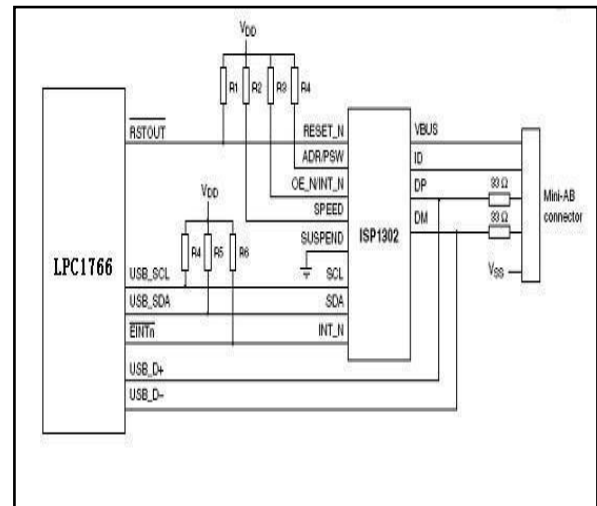 VDD
R1 R2 R3 R4
RSTOUT
RESET_N
VBUS
ADR/PSW
ID
OE_N/INT_N
DP
33 Ω
VDD
SPEED
DM
33 Ω
Mini-AB
connector
SUSPEND
ISP1302
R4 R5 R6
VSS
LPC1766
USB_SCL
SCL
USB_SDA
SDA
EINTn
INT_N
USB_D+
USB_D–